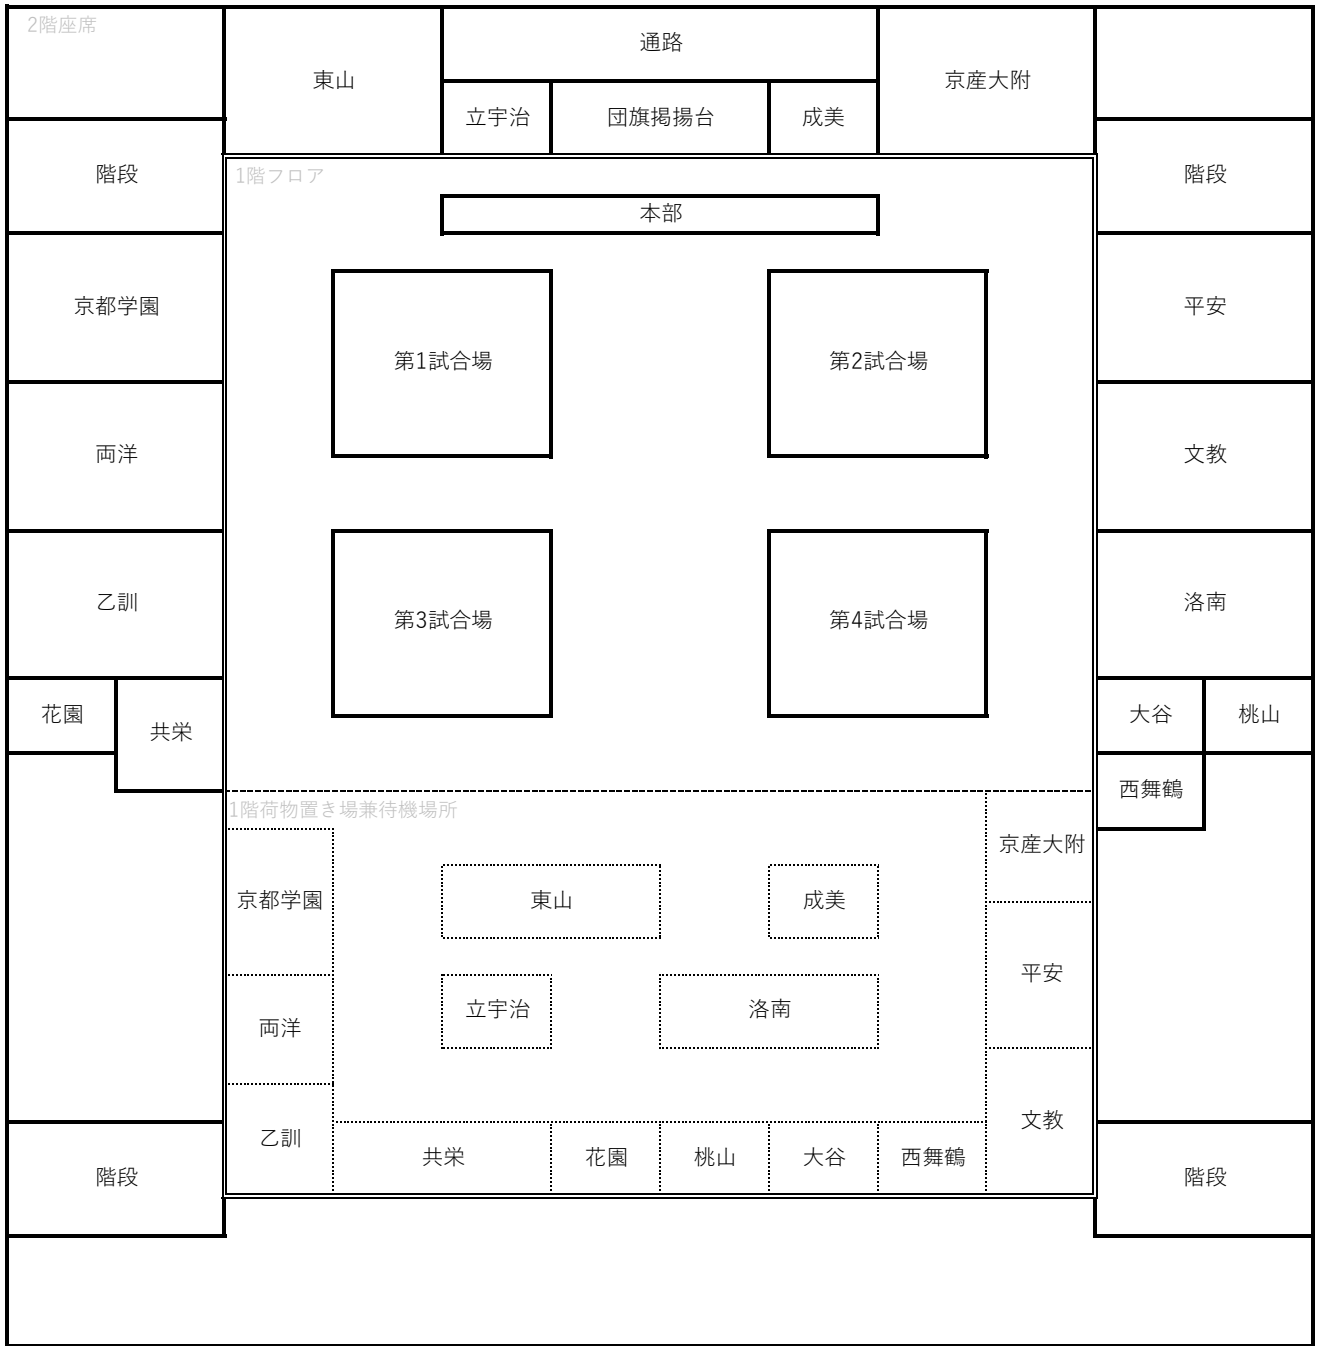 2階座席
通路
東山
京産大附
立宇治
団旗掲揚台
成美
階段
1階フロア
階段
本部
京都学園
平安
第1試合場
第2試合場
両洋
文教
乙訓
洛南
第3試合場
第4試合場
花園
共栄
大谷
桃山
西舞鶴
1階荷物置き場兼待機場所
京産大附
京都学園
東山
成美
平安
立宇治
洛南
両洋
文教
乙訓
共栄
花園
桃山
大谷
西舞鶴
階段
階段